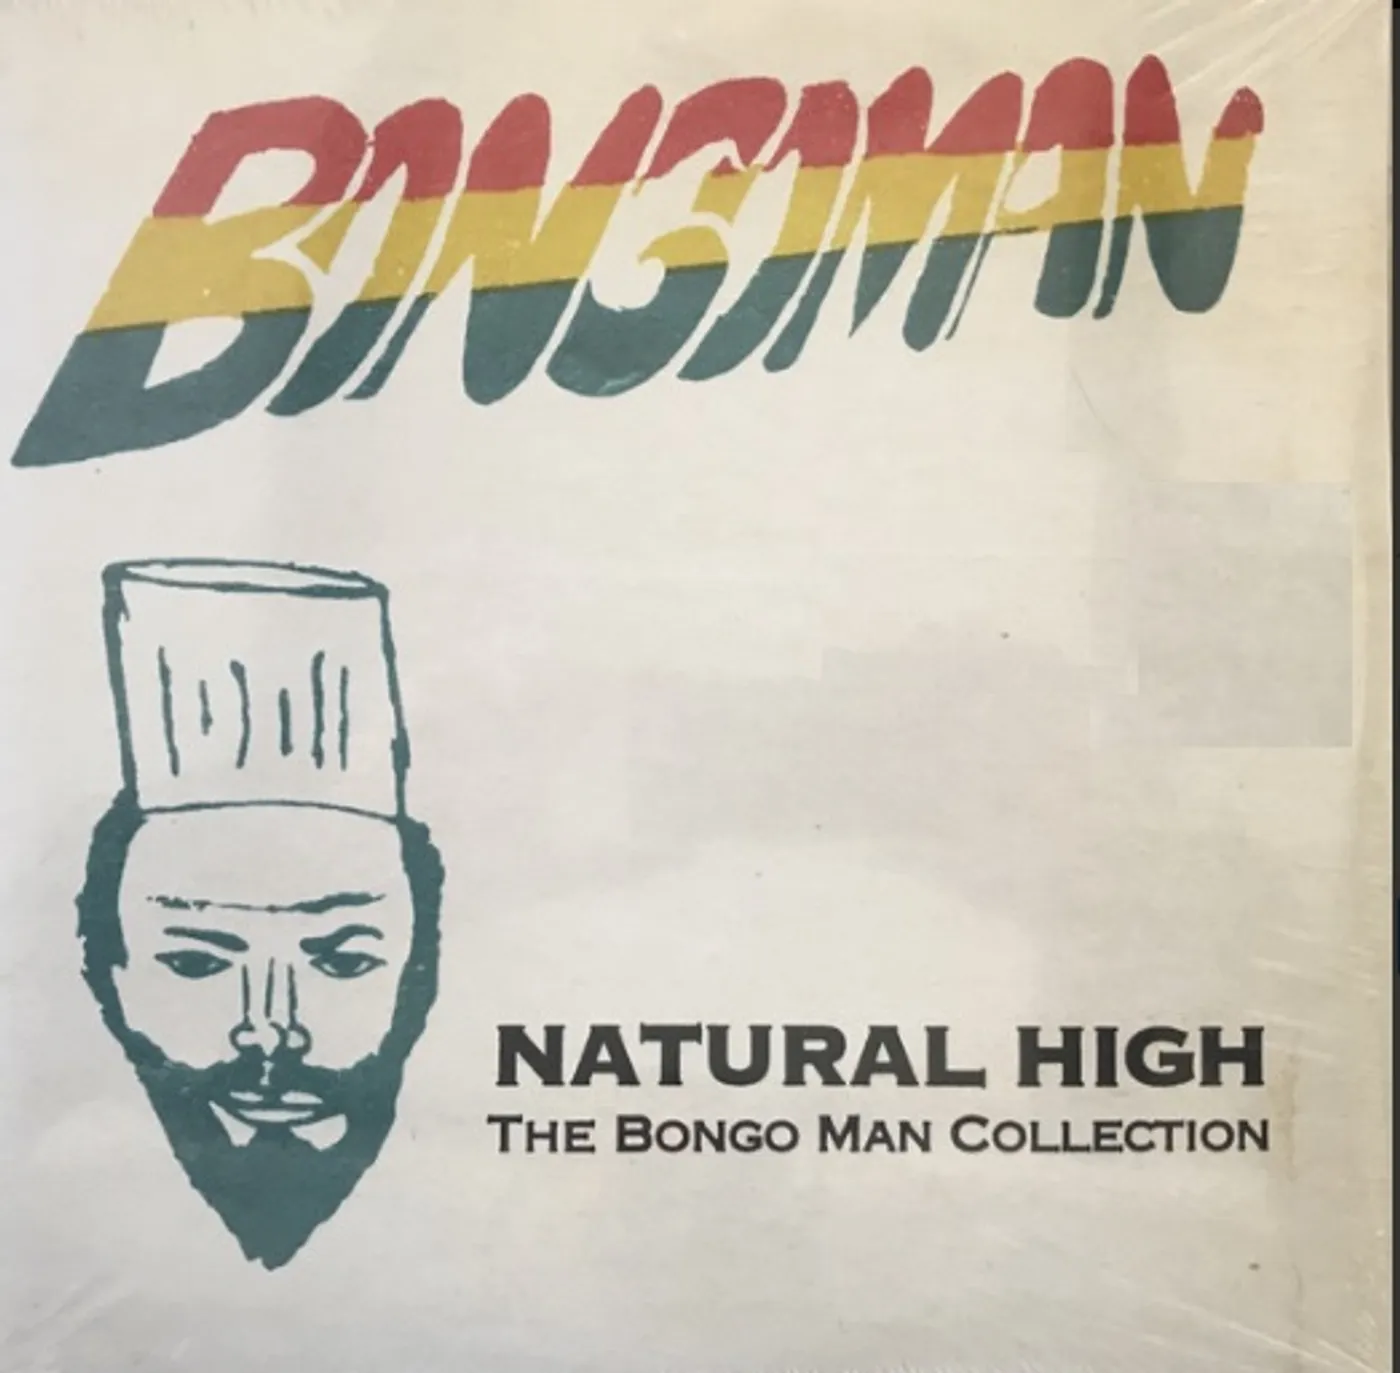 BONGOMAN
NATURAL HIGH
THE BONGO MAN COLLECTION